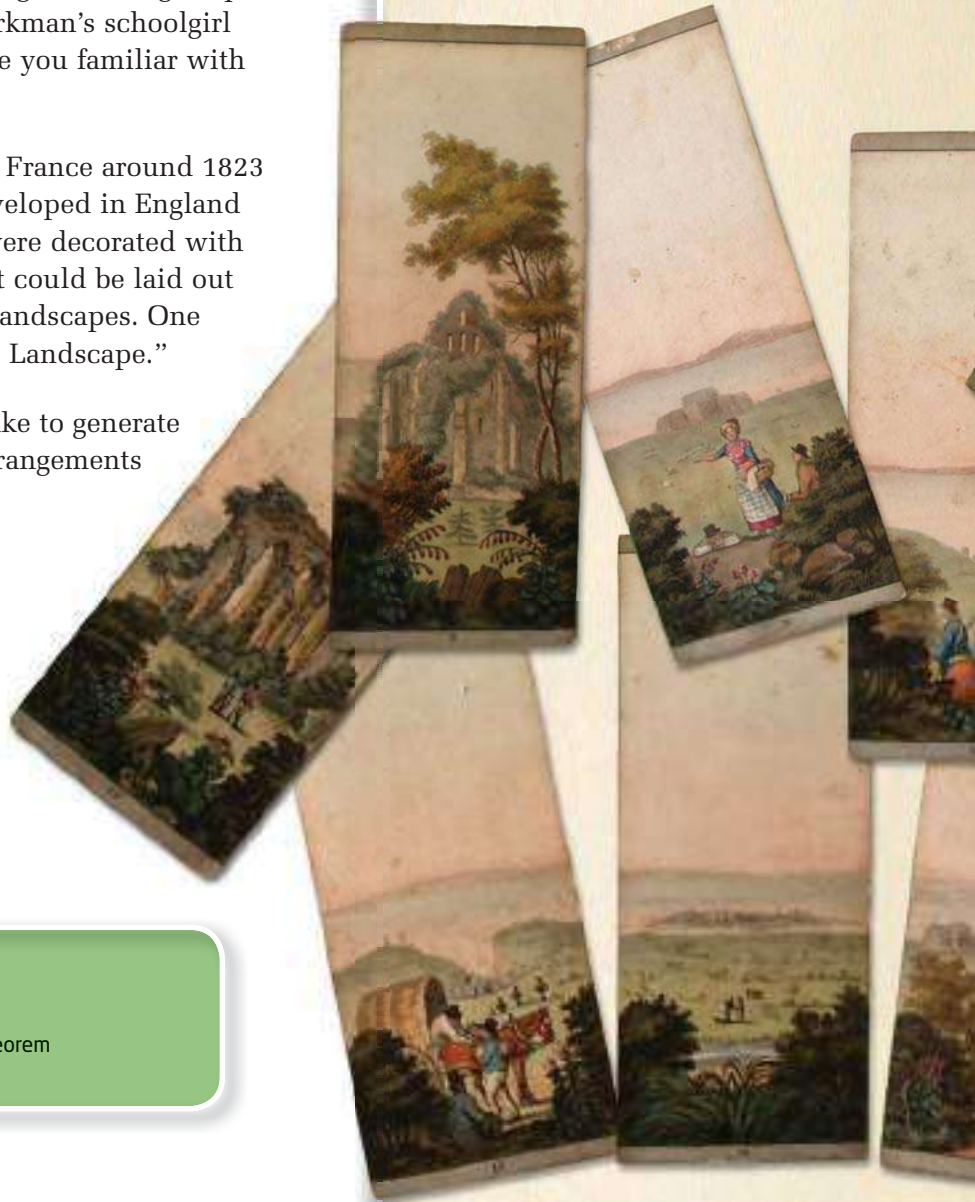 rkman’s schoolgirl
e you familiar with
France around 1823
veloped in England
were decorated with
t could be laid out
andscapes. One
Landscape.”
ke to generate
rangements
eorem